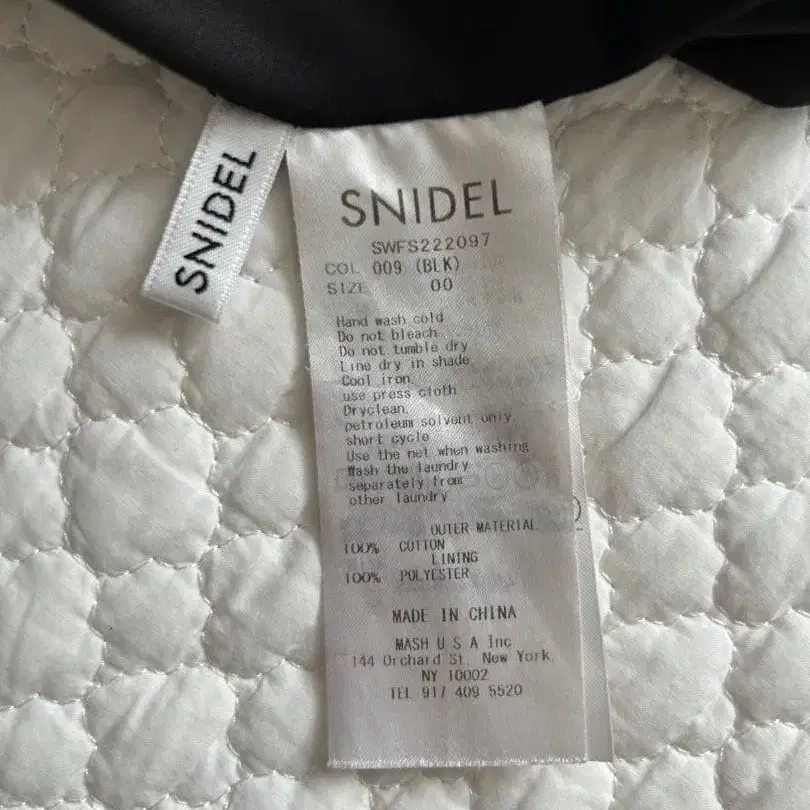 SNIDEL
SNIDEL
SWFS222097
COL 009 (BLK)
SIZE 00
Hand wash cold
Do not bleach
Do not tumble dry
Line dry in shade
Cool iron
use press cloth
Dryclean
petroleum solvent only.
short cycle
Use the net when washing
Wash the laundry
separately from
other laundry
OUTER MATERIAL
100% COTTON
LINING
100% POLYESTER
MADE IN CHINA
MASH U S A Inc
144 Orchard St. New York.
NY 10002
TEL 917 409 5520